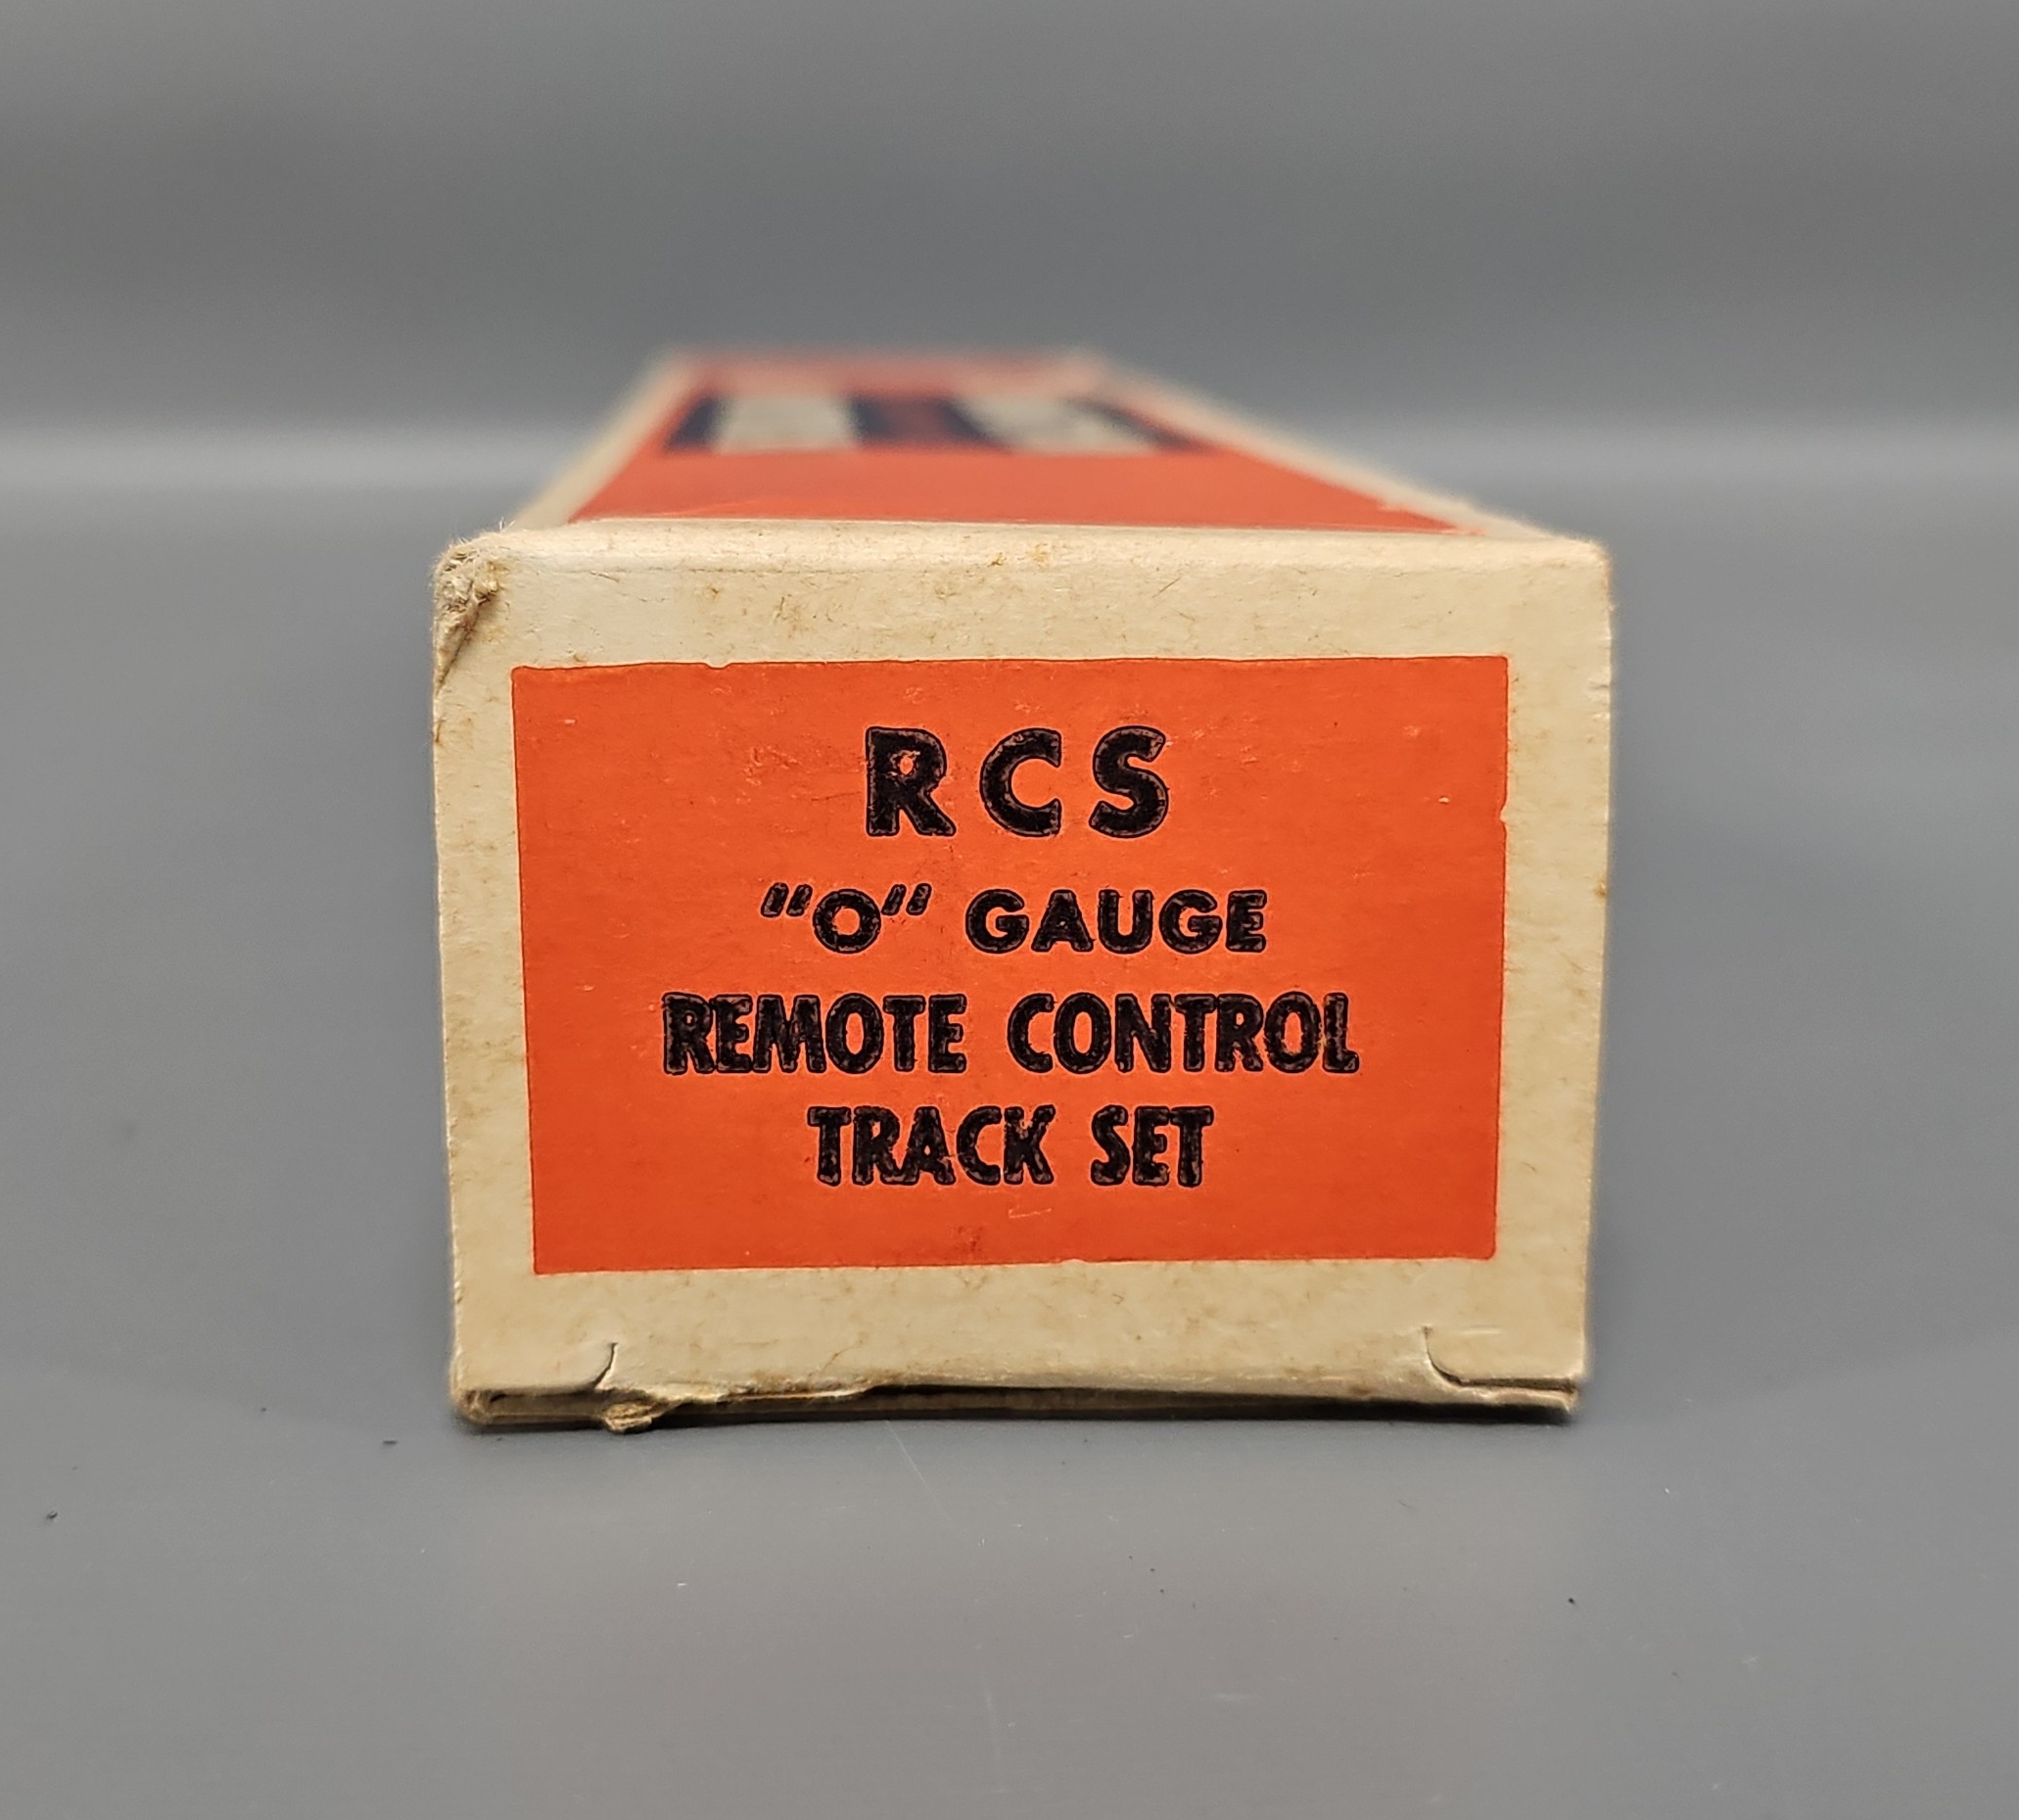 RCS
"O" GAUGE
REMOTE CONTROL
TRACK SET